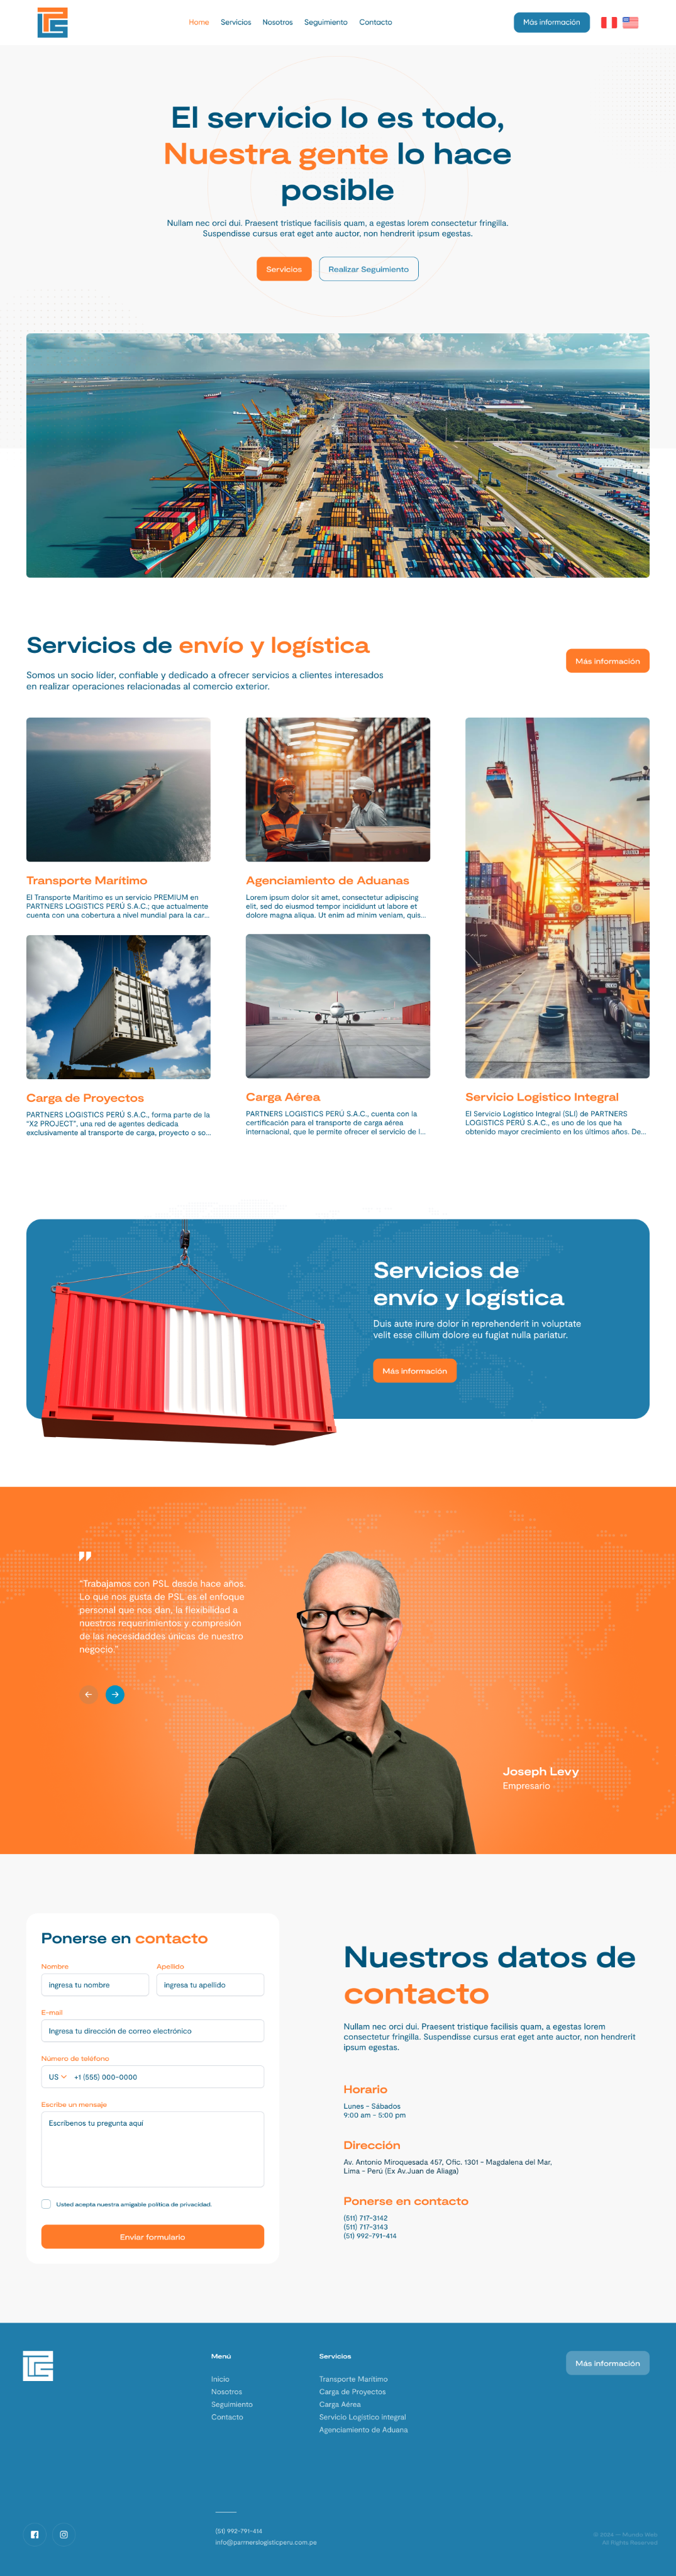 Home Servicios Nosotros Seguimiento Contacto
Más información
El servicio lo es todo,
Nuestra gente lo hace
posible
Nullam nec orci dui. Praesent tristique facilisis quam, a egestas lorem consectetur fringilla.
Suspendisse cursus erat eget ante auctor, non hendrerit ipsum egestas.
Servicios
Realizar Seguimiento
Servicios de envío y logística
Somos un socio líder, confiable y dedicado a ofrecer servicios a clientes interesados
en realizar operaciones relacionadas al comercio exterior.
Más información
Transporte Marítimo
El Transporte Marítimo es un servicio PREMIUM en
PARTNERS LOGISTICS PERÚ S.A.C.; que actualmente
cuenta con una cobertura a nivel mundial para la car...
Agenciamiento de Aduanas
Lorem ipsum dolor sit amet, consectetur adipiscing
elit, sed do eiusmod tempor incididunt ut labore et
dolore magna aliqua. Ut enim ad minim veniam, quis...
Carga de Proyectos
PARTNERS LOGISTICS PERÚ S.A.C., forma parte de la
"X2 PROJECT", una red de agentes dedicada
exclusivamente al transporte de carga, proyecto o so...
Carga Aérea
PARTNERS LOGISTICS PERÚ S.A.C., cuenta con la
certificación para el transporte de carga aérea
internacional, que le permite ofrecer el servicio de l...
Servicio Logistico Integral
El Servicio Logístico Integral (SLI) de PARTNERS
LOGISTICS PERÚ S.A.C., es uno de los que ha
obtenido mayor crecimiento en los últimos años. De...
Servicios de
envío y logística
Duis aute irure dolor in reprehenderit in voluptate
velit esse cillum dolore eu fugiat nulla pariatur.
Más información
"Trabajamos con PSL desde hace años.
Lo que nos gusta de PSL es el enfoque
personal que nos dan, la flexibilidad a
nuestros requerimientos y compresión
de las necesidaddes unicas de nuestro
negocio."
Joseph Levy
Empresario
Ponerse en contacto
Nombre
Apellido
ingresa tu nombre
ingresa tu apellido
E-mail
Ingresa tu dirección de correo electrónico
Número de teléfono
US +1 (555) 000-0000
Escribe un mensaje
Escríbenos tu pregunta aquí
Usted acepta nuestra amigable política de privacidad.
Enviar formulario
Nuestros datos de
contacto
Nullam nec orci dui. Praesent tristique facilisis quam, a egestas lorem
consectetur fringilla. Suspendisse cursus erat eget ante auctor, non hendrerit
ipsum egestas.
Horario
Lunes - Sábados
9:00 am - 5:00 pm
Dirección
Av. Antonio Miroquesada 457, Ofic. 1301 - Magdalena del Mar,
Lima - Perú (Ex Av.Juan de Aliaga)
Ponerse en contacto
(511) 717-3142
(511) 717-3143
(51) 992-791-414
Menú
Inicio
Nosotros
Seguimiento
Contacto
Servicios
Transporte Marítimo
Carga de Proyectos
Carga Aérea
Servicio Logístico integral
Agenciamiento de Aduana
Más información
(51) 992-791-414
info@parmerslogisticperu.com.pe
All Rights Reserved